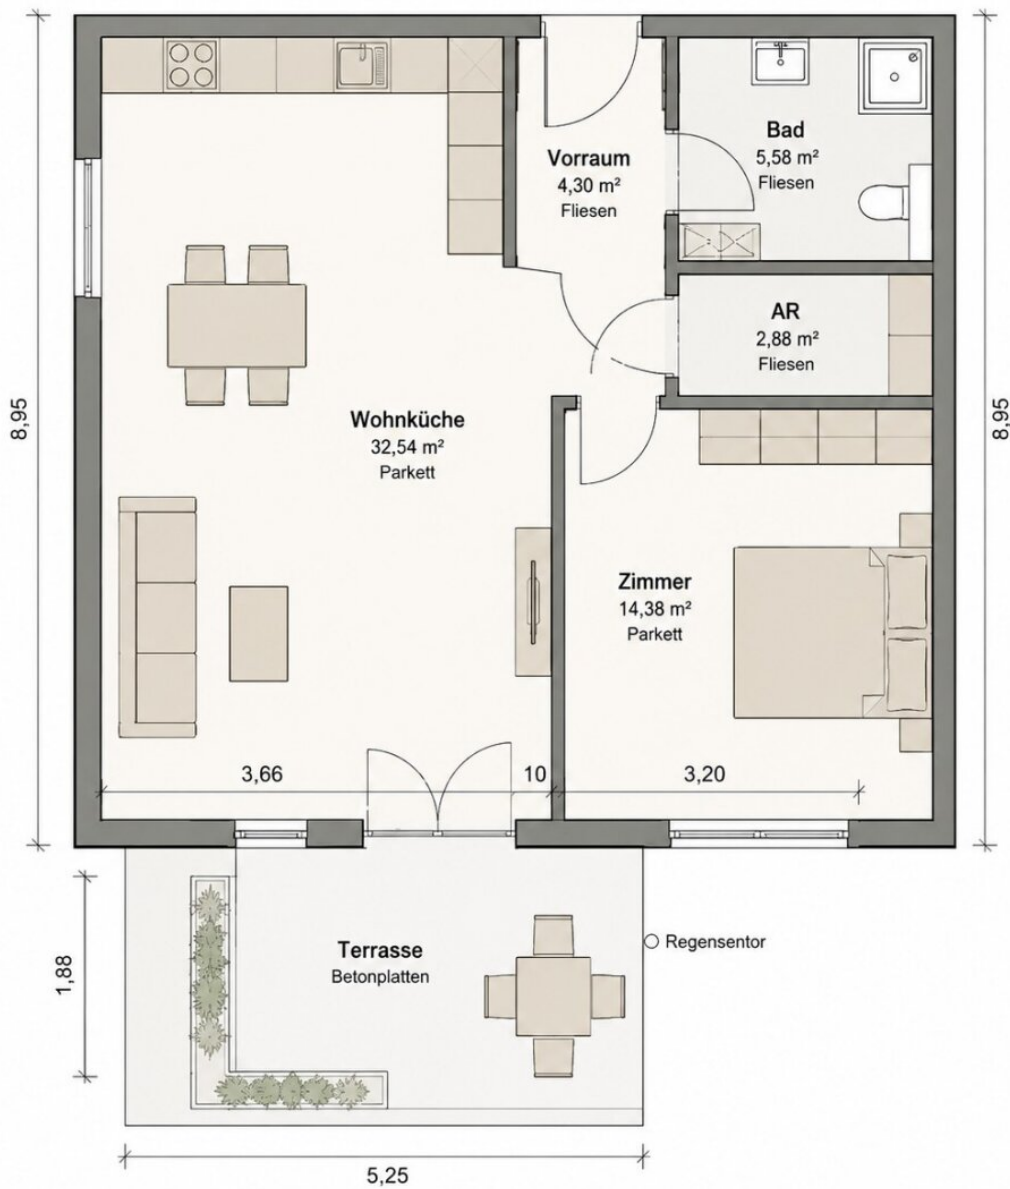 Vorraum
4,30 m²
Fliesen
Bad
5,58 m²
Fliesen
AR
2,88 m²
Fliesen
8,95
8,95
Wohnküche
32,54 m²
Parkett
Zimmer
14,38 m²
Parkett
3,66
10
3,20
1,88
Terrasse
Betonplatten
Regensentor
5,25